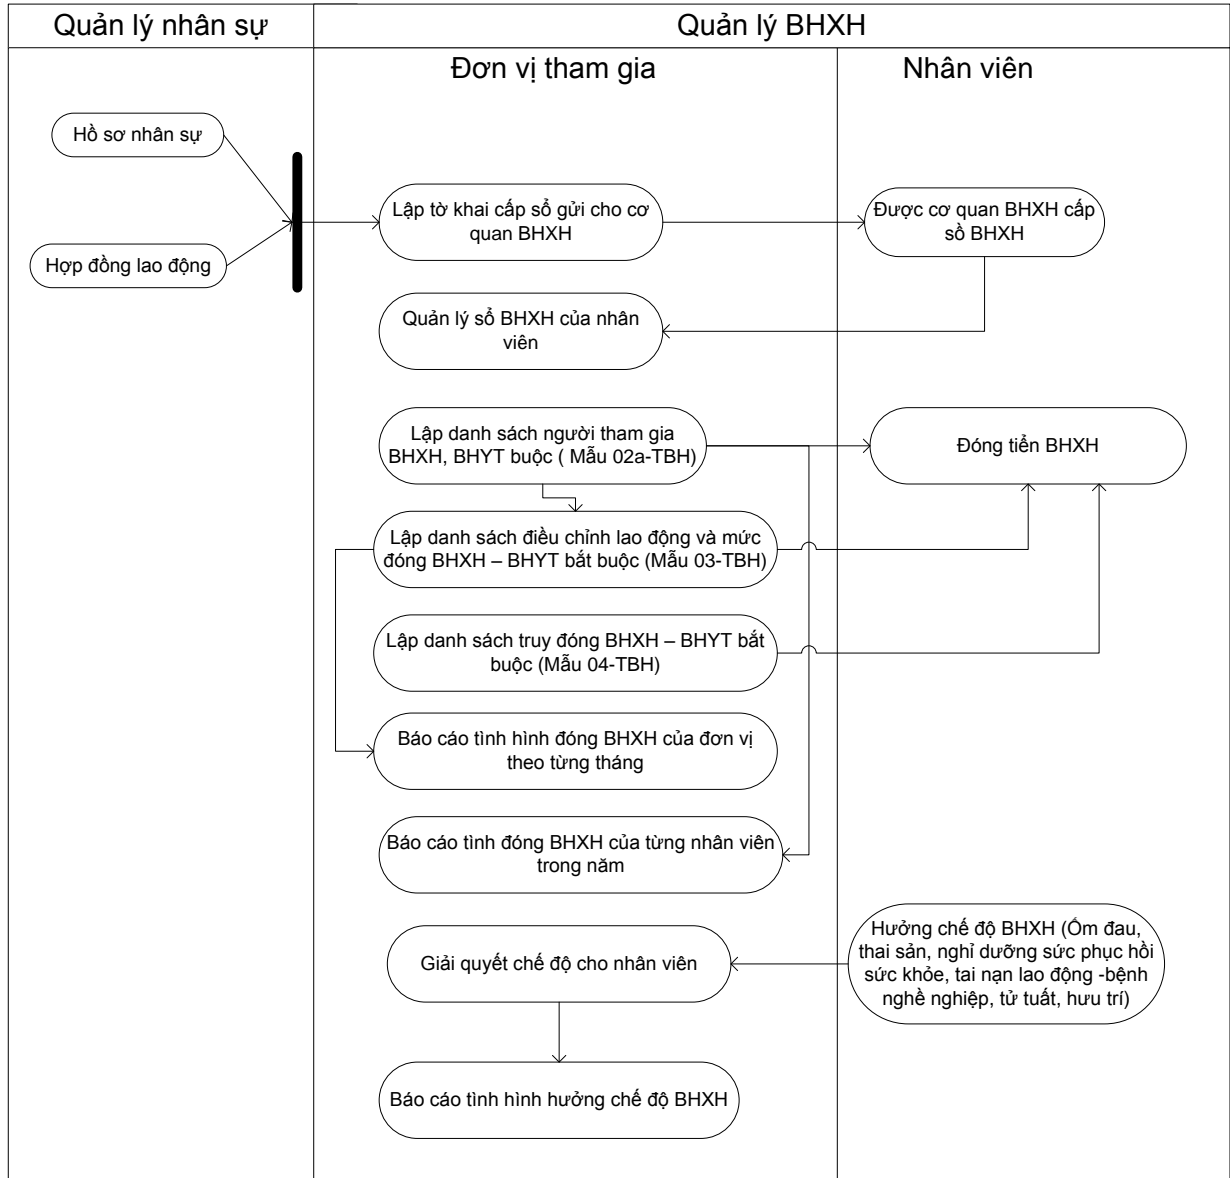 Quản lý nhân sự
Quản lý BHXH
Đơn vị tham gia
Nhân viên
Hồ sơ nhân sự
Hợp đồng lao động
Lập tờ khai cấp sổ gửi cho cơ
quan BHXH
Được cơ quan BHXH cấp
sồ BHXH
Quản lý sổ BHXH của nhân
viên
Lập danh sách người tham gia
BHXH, BHYT buộc ( Mẫu 02a-TBH)
Đóng tiển BHXH
Lập danh sách điều chỉnh lao động và mức
đóng BHXH – BHYT bắt buộc (Mẫu 03-TBH)
Lập danh sách truy đóng BHXH – BHYT bắt
buộc (Mẫu 04-TBH)
Báo cáo tình hình đóng BHXH của đơn vị
theo từng tháng
Báo cáo tình đóng BHXH của từng nhân viên
trong năm
Hưởng chế độ BHXH (Ốm đau,
thai sản, nghỉ dưỡng sức phục hồi
sức khỏe, tai nạn lao động -bệnh
nghề nghiệp, tử tuất, hưu trí)
Giải quyết chế độ cho nhân viên
Báo cáo tình hình hưởng chế độ BHXH